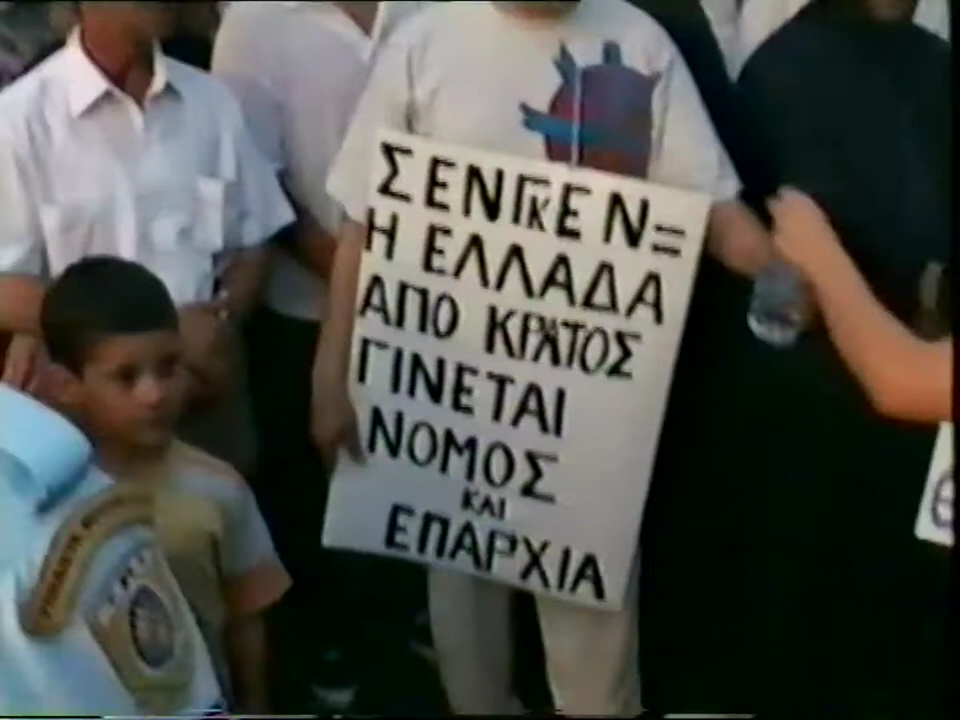 ΣΕΝΓΚΕΝ=
Η ΕΛΛΑΔΑ
ΑΠΟ ΚΡΑΤΟΣ
ΓΙΝΕΤΑΙ
ΝΟΜΟΣ
ΚΑΙ
ΕΠΑΡΧΙΑ